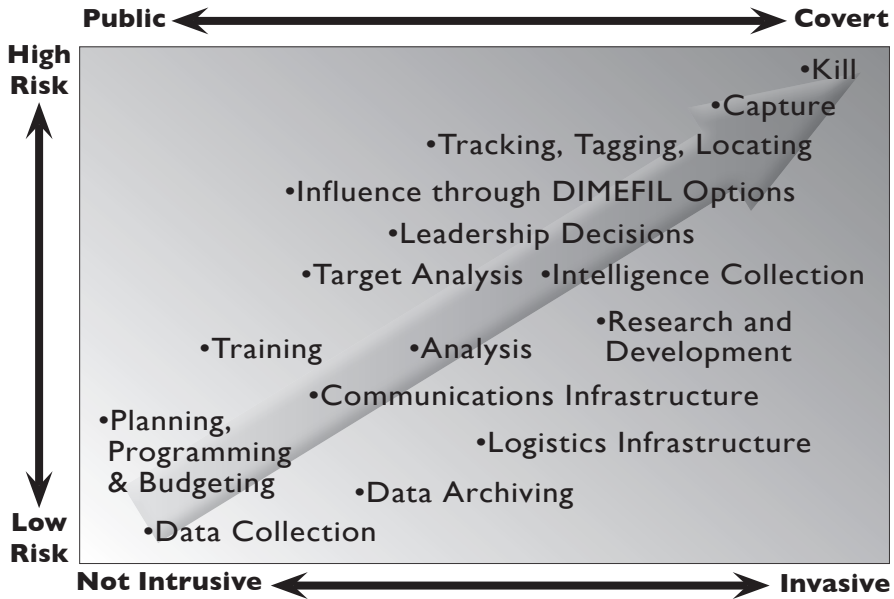 Public
Covert
High
Risk
•Kill
•Capture
•Tracking, Tagging, Locating
•Influence through DIMEFIL Options
•Leadership Decisions
•Target Analysis •Intelligence Collection
•Research and
Development
•Training
•Analysis
•Communications Infrastructure
•Planning,
Programming
& Budgeting
•Logistics Infrastructure
•Data Archiving
•Data Collection
Low
Risk
Not Intrusive
Invasive